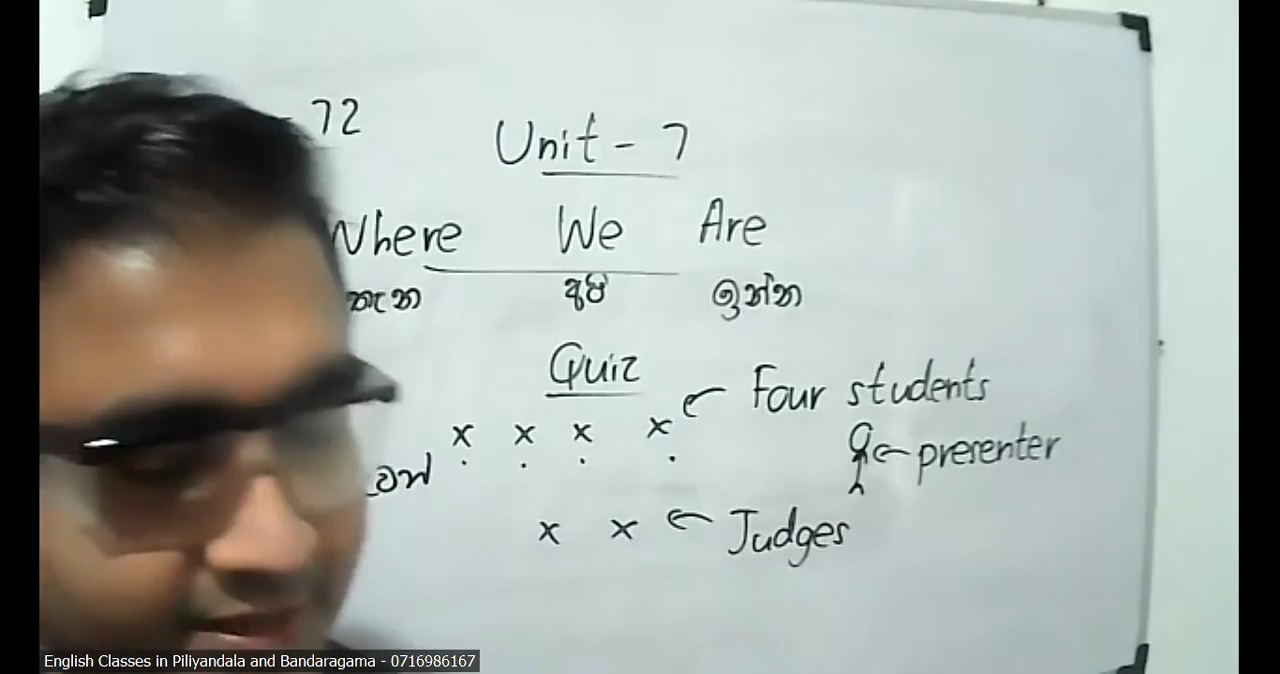 - 72
Unit - 7
Where We Are
තැන අපි ඉන්න
Quiz
x x x x Four students
presenter
x x Judges
English Classes in Piliyandala and Bandaragama - 0716986167